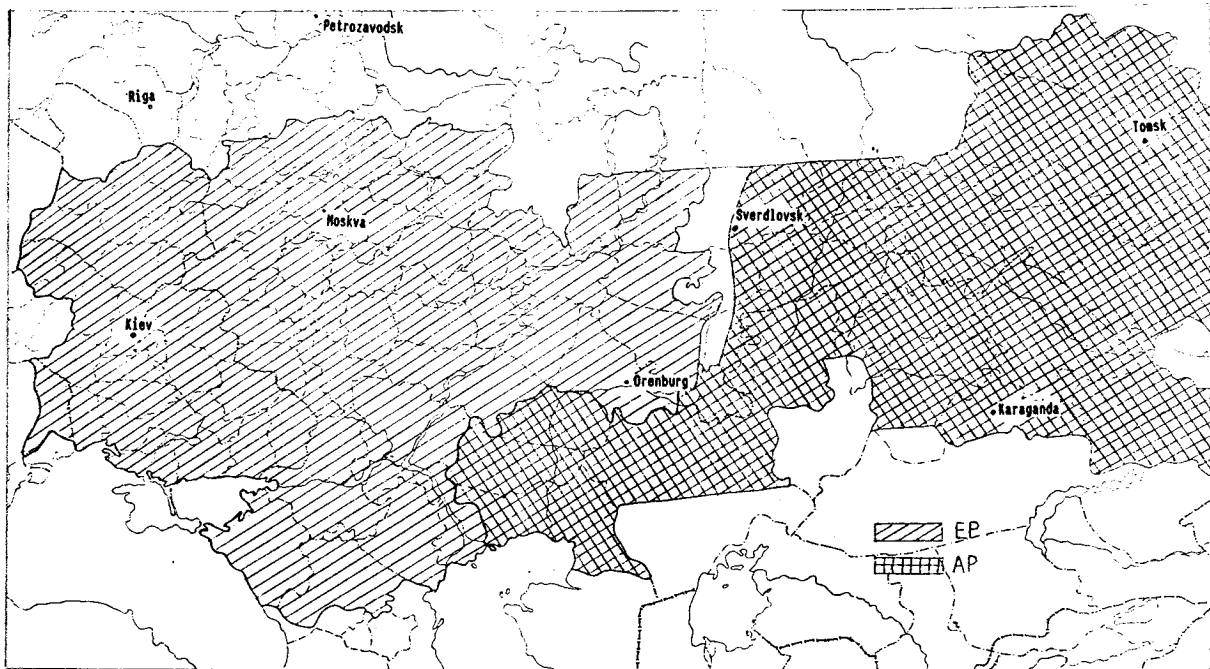 Petrozavodsk
Riga
Tomsk
Moskva
Sverdlovsk
Kiev
Orenburg
Karaganda
EP
AP